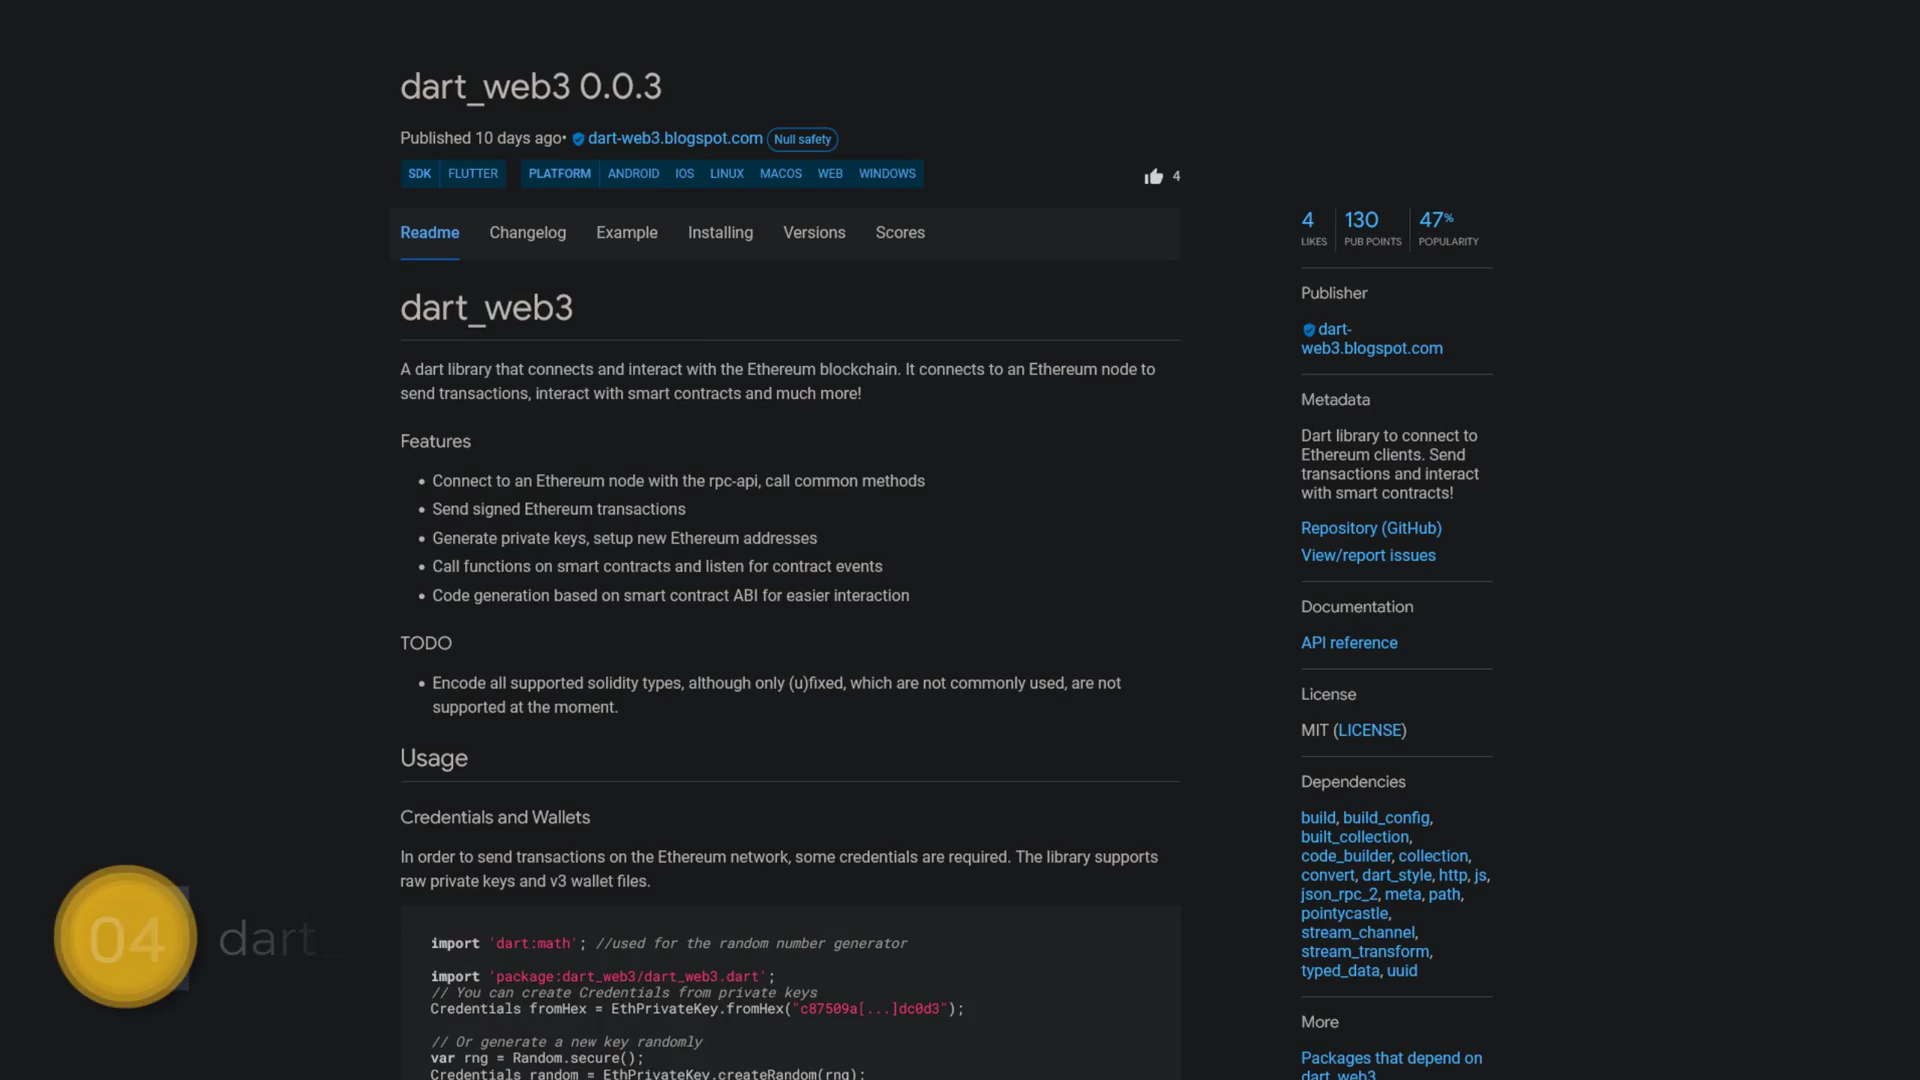 dart_web3 0.0.3
Published 10 days ago• dart-web3.blogspot.com Null safety
SDK FLUTTER PLATFORM ANDROID IOS LINUX MACOS WEB WINDOWS
4
Readme Changelog Example Installing Versions Scores
dart_web3
A dart library that connects and interact with the Ethereum blockchain. It connects to an Ethereum node to
send transactions, interact with smart contracts and much more!
Features
• Connect to an Ethereum node with the rpc-api, call common methods
• Send signed Ethereum transactions
• Generate private keys, setup new Ethereum addresses
• Call functions on smart contracts and listen for contract events
• Code generation based on smart contract ABI for easier interaction
TODO
• Encode all supported solidity types, although only (u)fixed, which are not commonly used, are not
supported at the moment.
Usage
Credentials and Wallets
In order to send transactions on the Ethereum network, some credentials are required. The library supports
raw private keys and v3 wallet files.
import 'dart:math'; //used for the random number generator
import 'package:dart_web3/dart_web3.dart';
// You can create Credentials from private keys
Credentials fromHex = EthPrivateKey.fromHex("c87509a[...]dc0d3");
// Or generate a new key randomly
var rng = Random.secure();
Credentials random = EthPrivateKey.createRandom(rng);
4 130 47%
LIKES PUB POINTS POPULARITY
Publisher
dart-
web3.blogspot.com
Metadata
Dart library to connect to
Ethereum clients. Send
transactions and interact
with smart contracts!
Repository (GitHub)
View/report issues
Documentation
API reference
License
MIT (LICENSE)
Dependencies
build, build_config,
built_collection,
code_builder, collection,
convert, dart_style, http, js,
json_rpc_2, meta, path,
pointycastle,
stream_channel,
stream_transform,
typed_data, uuid
More
Packages that depend on
dart_web3
04 dart_